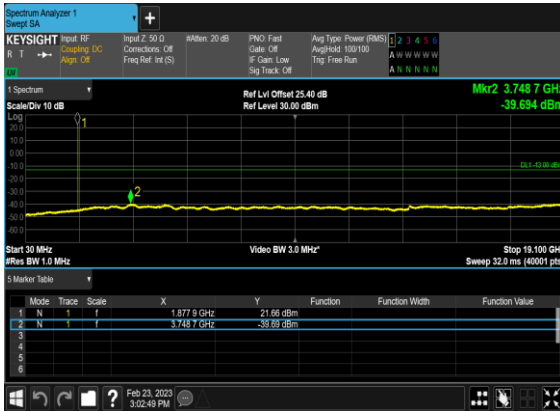 Spectrum Analyzer 1
Swept SA
KEYSIGHT Input: RF Input Z: 50 Ω #Atten: 20 dB PNO: Fast Avg Type: Power (RMS) 1 2 3 4 5 6
R T Coupling: DC Corrections: Off Gate: Off Avg|Hold: 100/100 A W W W W W
Align: Off Freq Ref: Int (S) IF Gain: Low Trig: Free Run
Sig Track: Off A N N N N N
1 Spectrum Ref Lvl Offset 25.40 dB Mkr2 3.748 7 GHz
Scale/Div 10 dB Ref Level 30.00 dBm -39.694 dBm
Log
20.0
10.0
0.00
-10.0
-20.0
-30.0
-40.0
-50.0
-60.0
1
2
DL1 -13.00 dBm
Start 30 MHz Video BW 3.0 MHz* Stop 19.100 GHz
#Res BW 1.0 MHz Sweep 32.0 ms (40001 pts)
5 Marker Table
Mode Trace Scale X Y Function Function Width Function Value
1 N 1 f 1.877 9 GHz 21.66 dBm
2 N 1 f 3.748 7 GHz -39.69 dBm
3
4
5
6
? Feb 23, 2023
3:02:49 PM